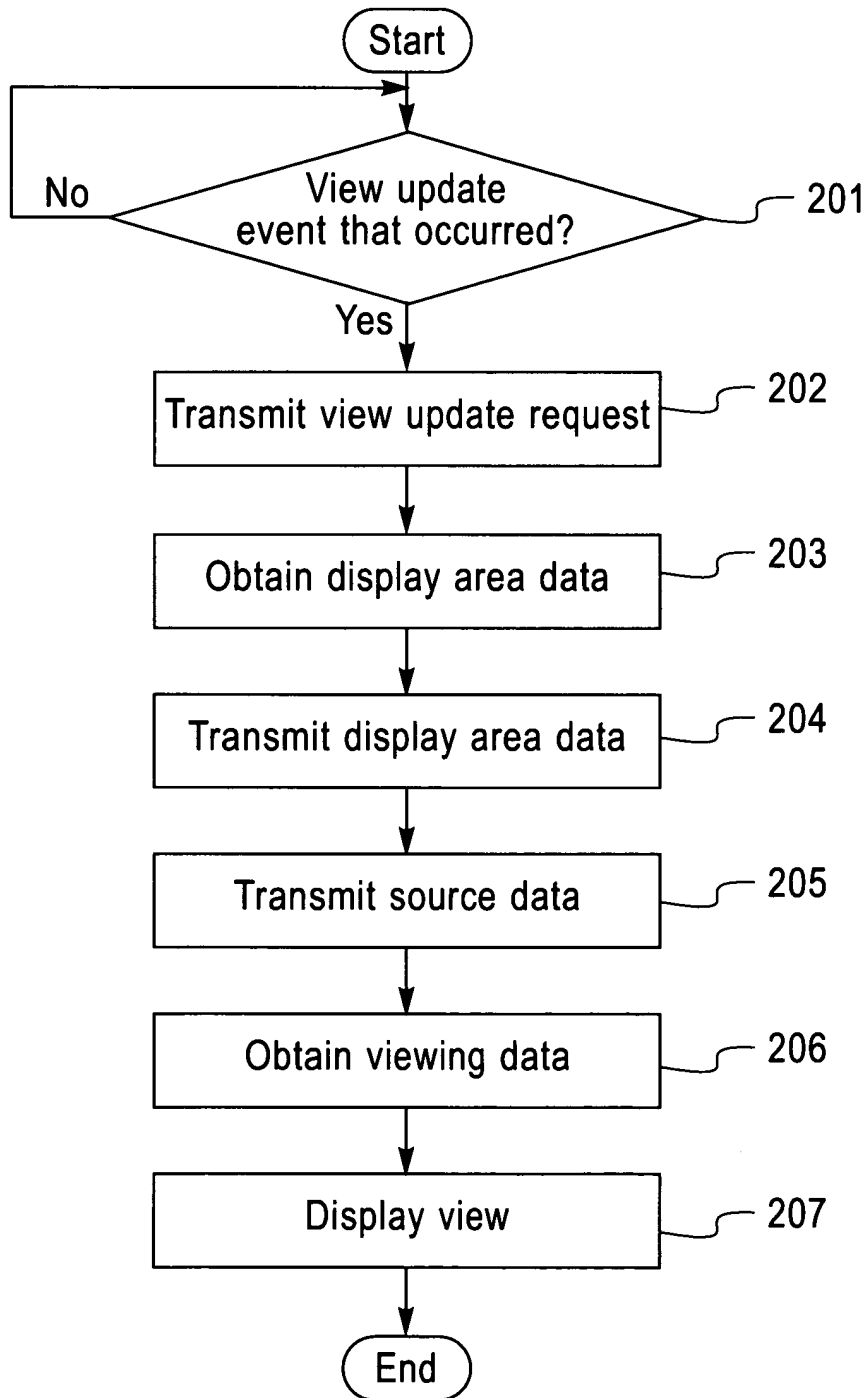 Start
No
View update
event that occurred?
201
Yes
Transmit view update request
202
Obtain display area data
203
Transmit display area data
204
Transmit source data
205
Obtain viewing data
206
Display view
207
End